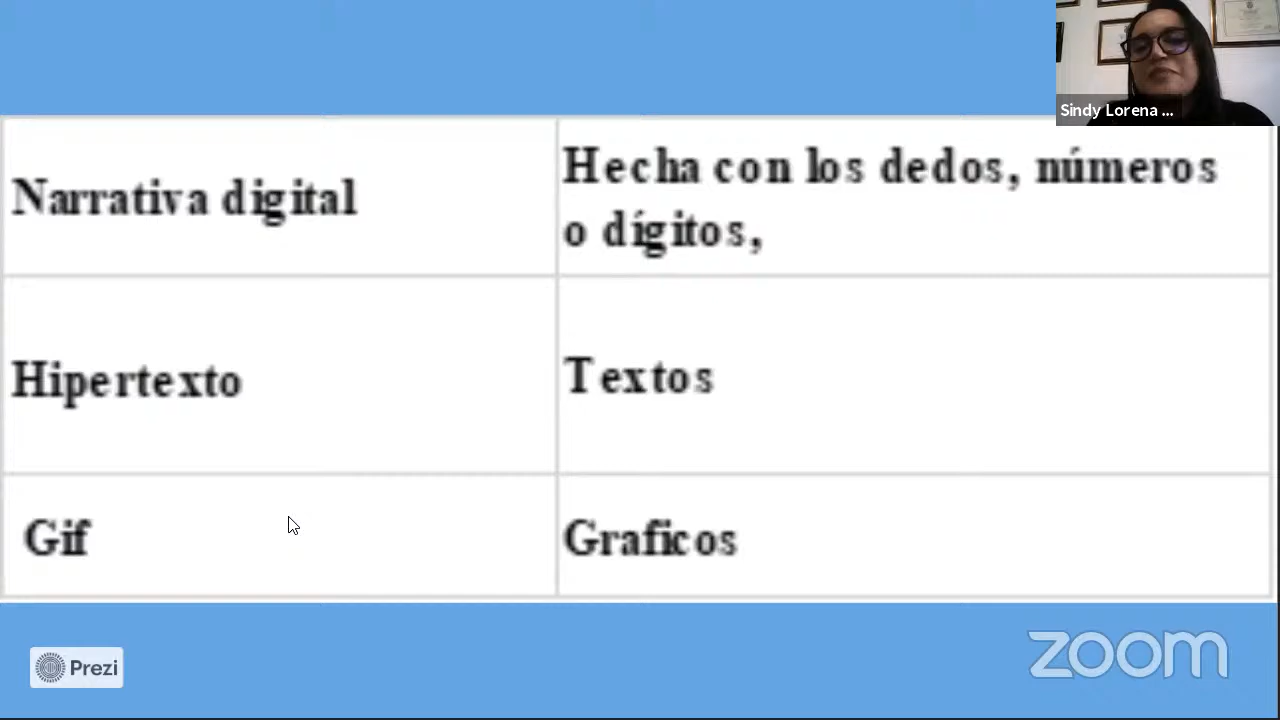 Sindy Lorena ...
Narrativa digital
Hecha con los dedos, números
o dígitos,
Hipertexto
Textos
Gif
Graficos
Prezi
zoom